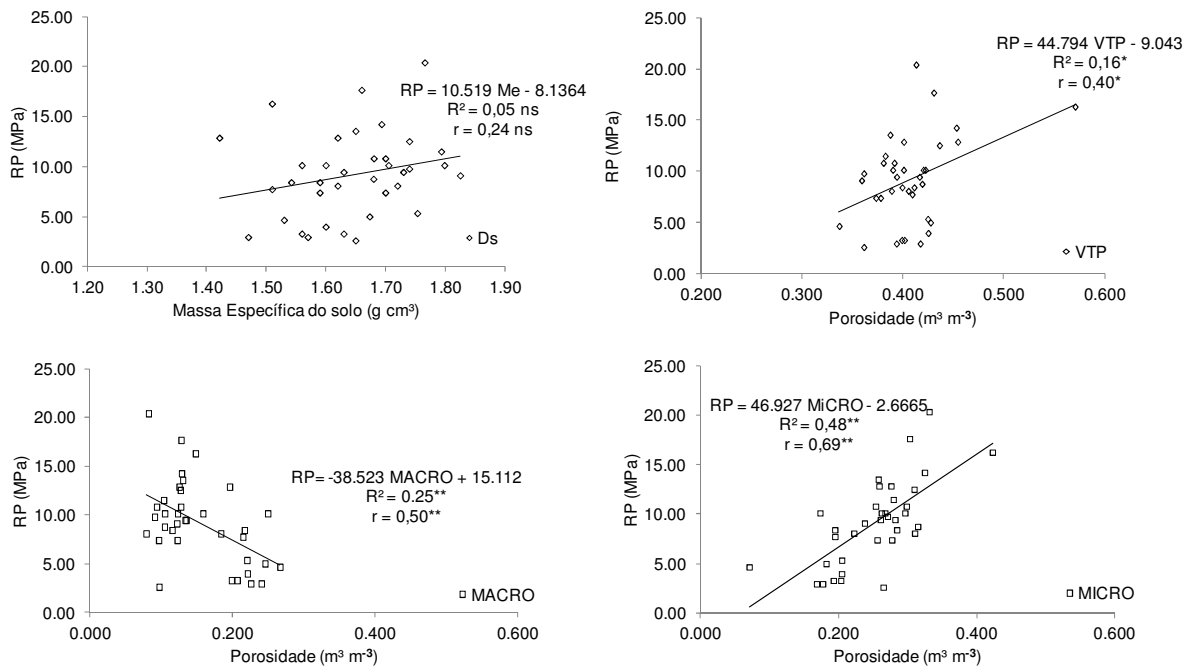 25.00
20.00
15.00
10.00
5.00
0.00
RP (MPa)
RP = 10.519 Me - 8.1364
R² = 0,05 ns
r = 0,24 ns
Ds
1.20 1.30 1.40 1.50 1.60 1.70 1.80 1.90
Massa Específica do solo (g cm³)
25.00
20.00
15.00
10.00
5.00
0.00
RP (MPa)
RP = 44.794 VTP - 9.043
R² = 0,16*
r = 0,40*
VTP
0.200 0.300 0.400 0.500 0.600
Porosidade (m³ m⁻³)
25.00
20.00
15.00
10.00
5.00
0.00
RP (MPa)
RP= -38.523 MACRO + 15.112
R² = 0.25**
r = 0,50**
MACRO
0.000 0.200 0.400 0.600
Porosidade (m³ m⁻³)
25.00
20.00
15.00
10.00
5.00
0.00
RP (MPa)
RP = 46.927 MiCRO - 2.6665
R² = 0,48**
r = 0,69**
MICRO
0.000 0.200 0.400 0.600
Porosidade (m³ m⁻³)